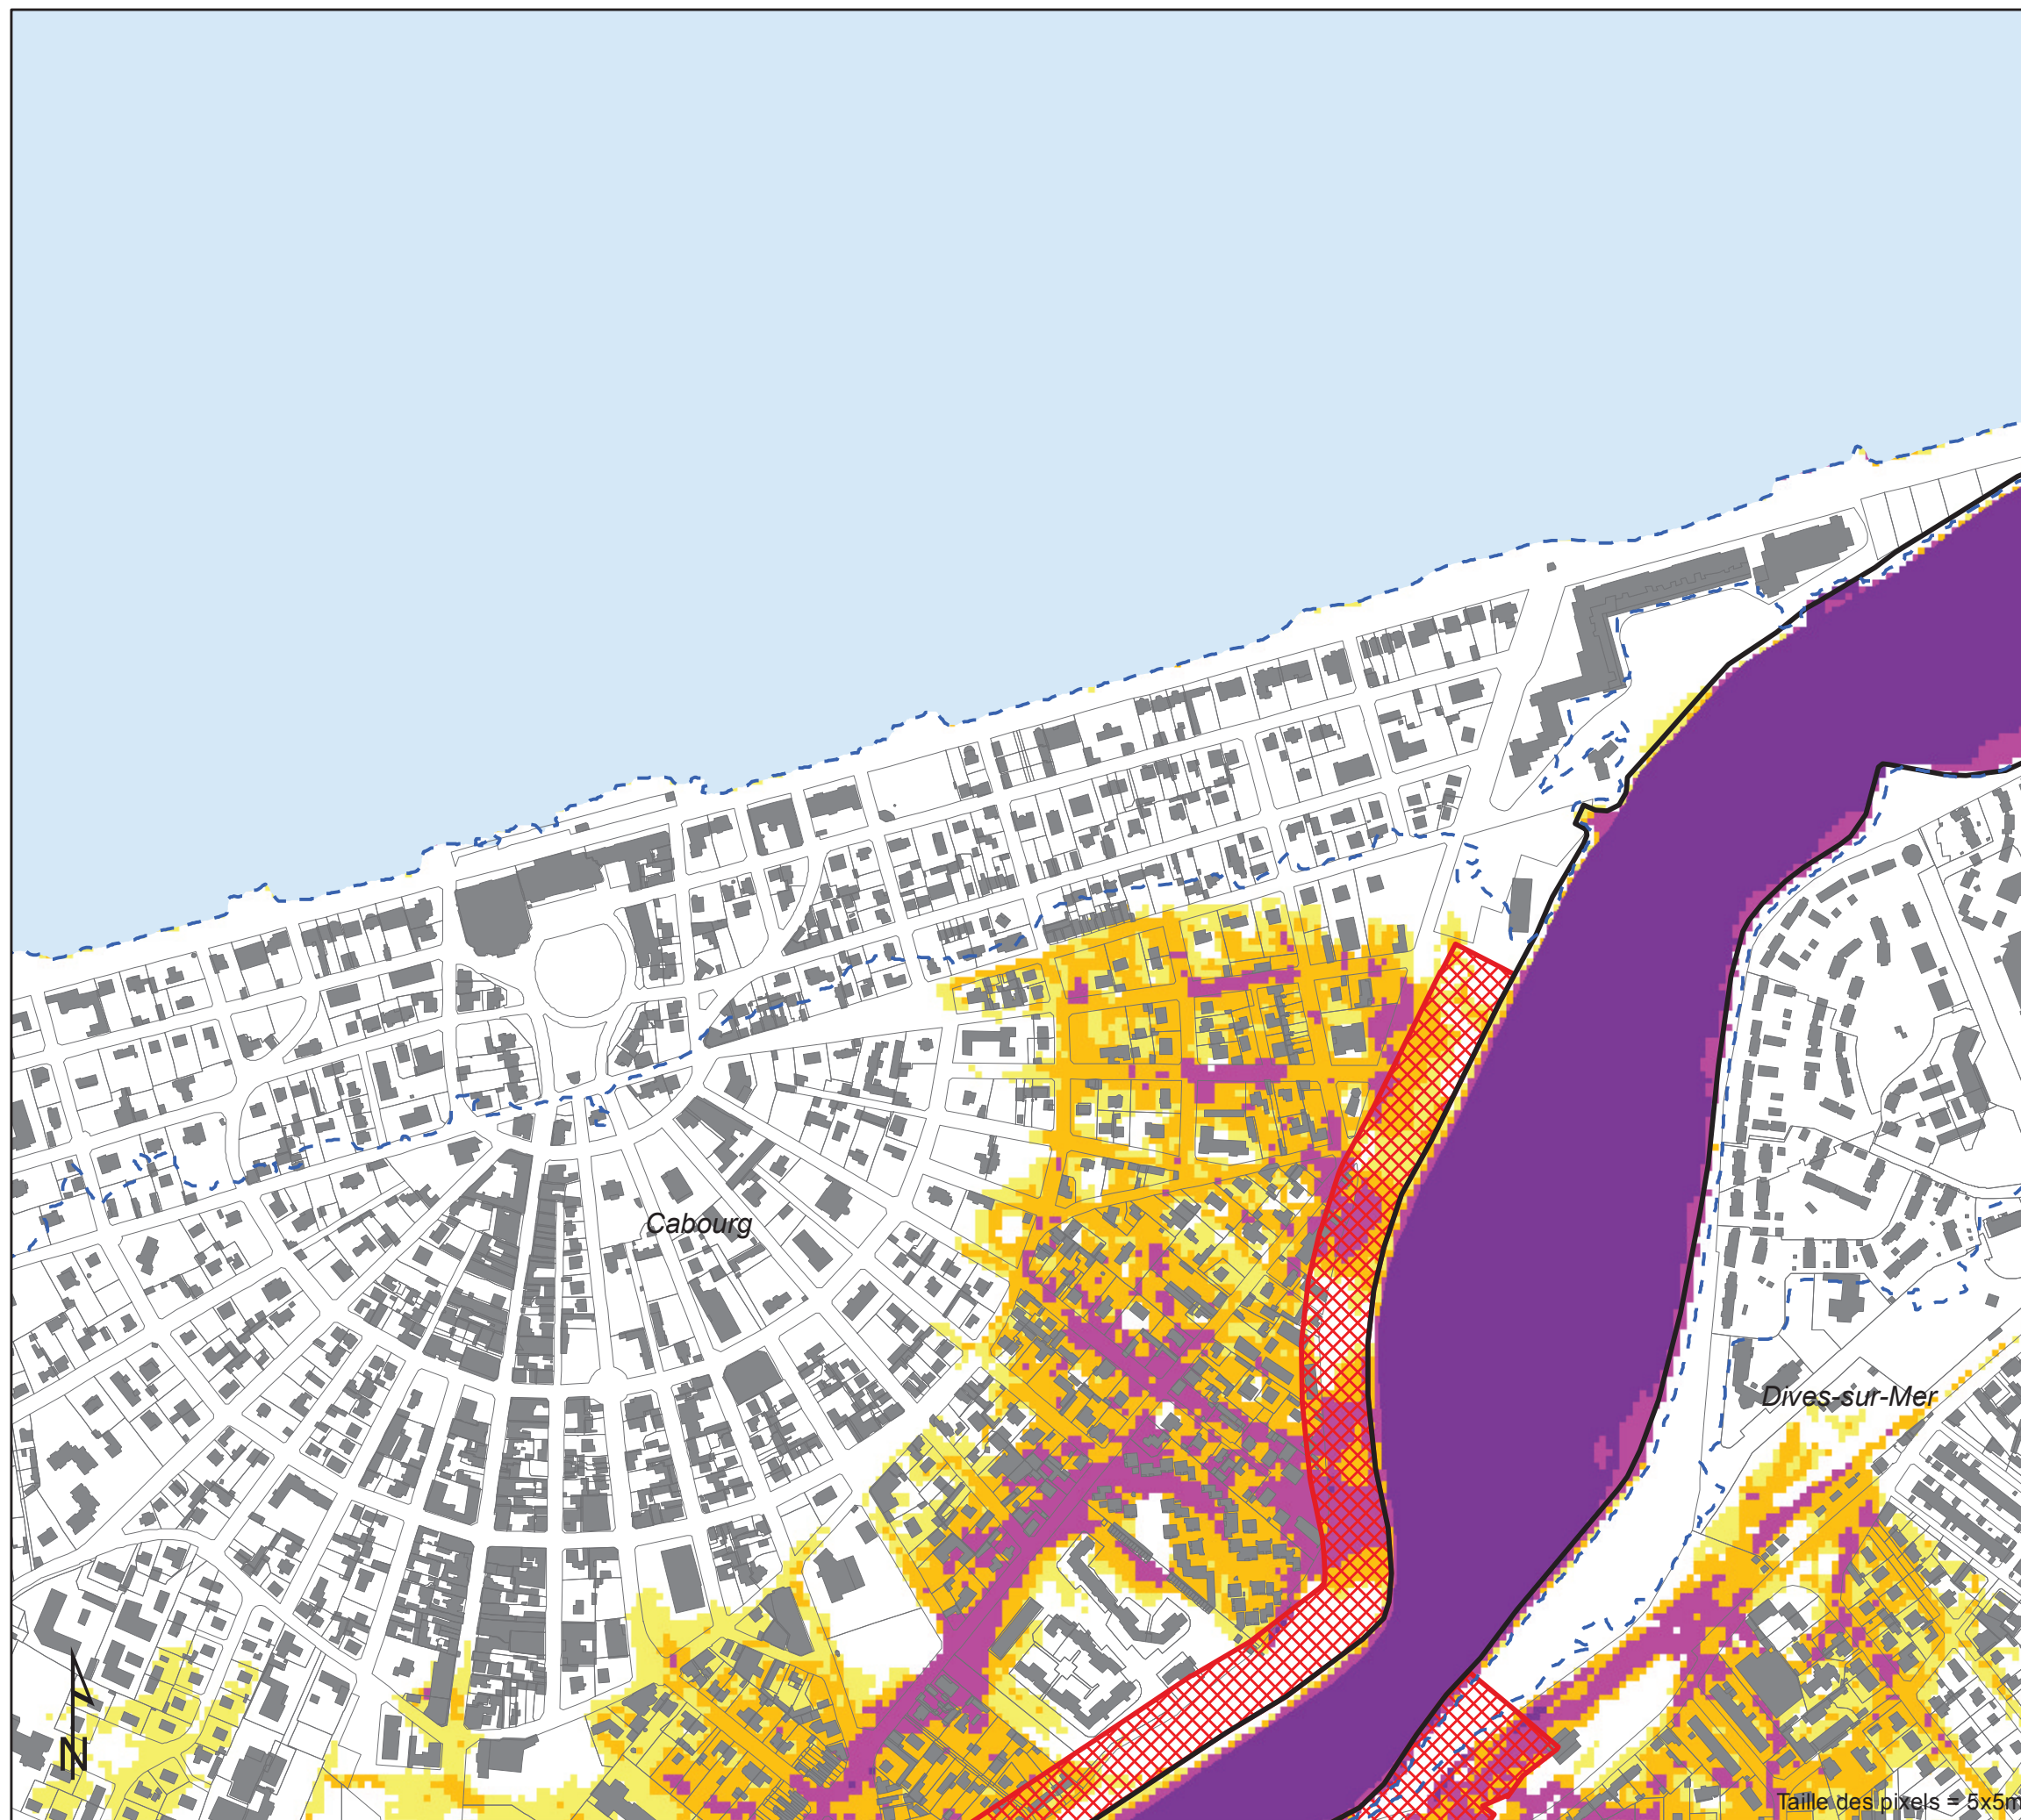 Cabourg
Dives-sur-Mer
N
Taille des pixels = 5x5m